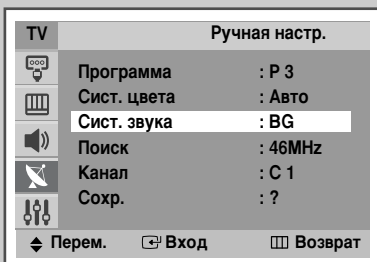 TV Ручная настр.
Программа : P 3
Сист. цвета : Авто
Сист. звука : BG
Поиск : 46MHz
Канал : C 1
Сохр. : ?
Перем. Вход Возврат